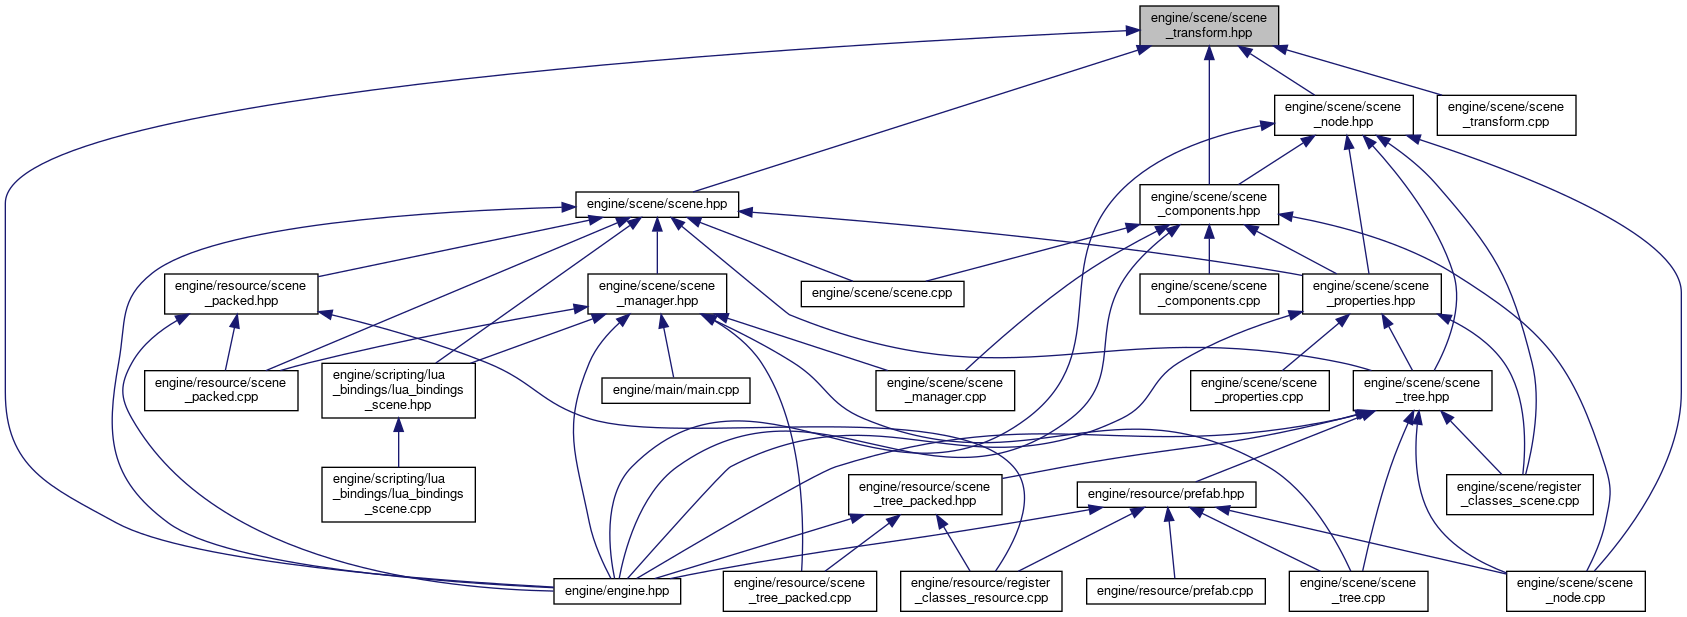 engine/scene/scene
_transform.hpp
engine/scene/scene
_node.hpp
engine/scene/scene
_transform.cpp
engine/scene/scene.hpp
engine/scene/scene
_components.hpp
engine/resource/scene
_packed.hpp
engine/scene/scene
_manager.hpp
engine/scene/scene.cpp
engine/scene/scene
_components.cpp
engine/scene/scene
_properties.hpp
engine/resource/scene
_packed.cpp
engine/scripting/lua
_bindings/lua_bindings
_scene.hpp
engine/main/main.cpp
engine/scene/scene
_manager.cpp
engine/scene/scene
_properties.cpp
engine/scene/scene
_tree.hpp
engine/scripting/lua
_bindings/lua_bindings
_scene.cpp
engine/resource/scene
_tree_packed.hpp
engine/resource/prefab.hpp
engine/scene/register
_classes_scene.cpp
engine/engine.hpp
engine/resource/scene
_tree_packed.cpp
engine/resource/register
_classes_resource.cpp
engine/resource/prefab.cpp
engine/scene/scene
_tree.cpp
engine/scene/scene
_node.cpp